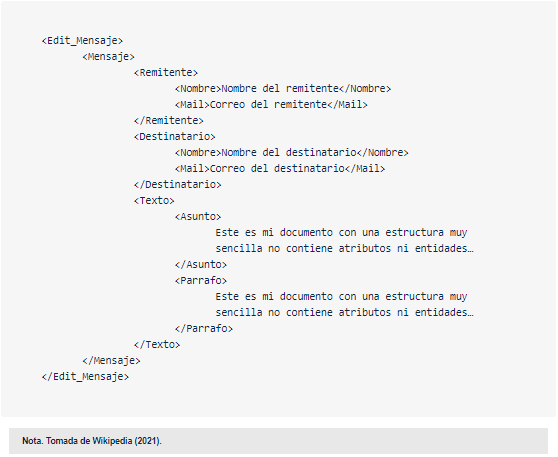 <Edit_Mensaje>
<Mensaje>
<Remitente>
<Nombre>Nombre del remitente</Nombre>
<Mail>Correo del remitente</Mail>
</Remitente>
<Destinatario>
<Nombre>Nombre del destinatario</Nombre>
<Mail>Correo del destinatario</Mail>
</Destinatario>
<Texto>
<Asunto>
Este es mi documento con una estructura muy
sencilla no contiene atributos ni entidades…
</Asunto>
<Parrafo>
Este es mi documento con una estructura muy
sencilla no contiene atributos ni entidades…
</Parrafo>
</Texto>
</Mensaje>
</Edit_Mensaje>
Nota. Tomada de Wikipedia (2021).